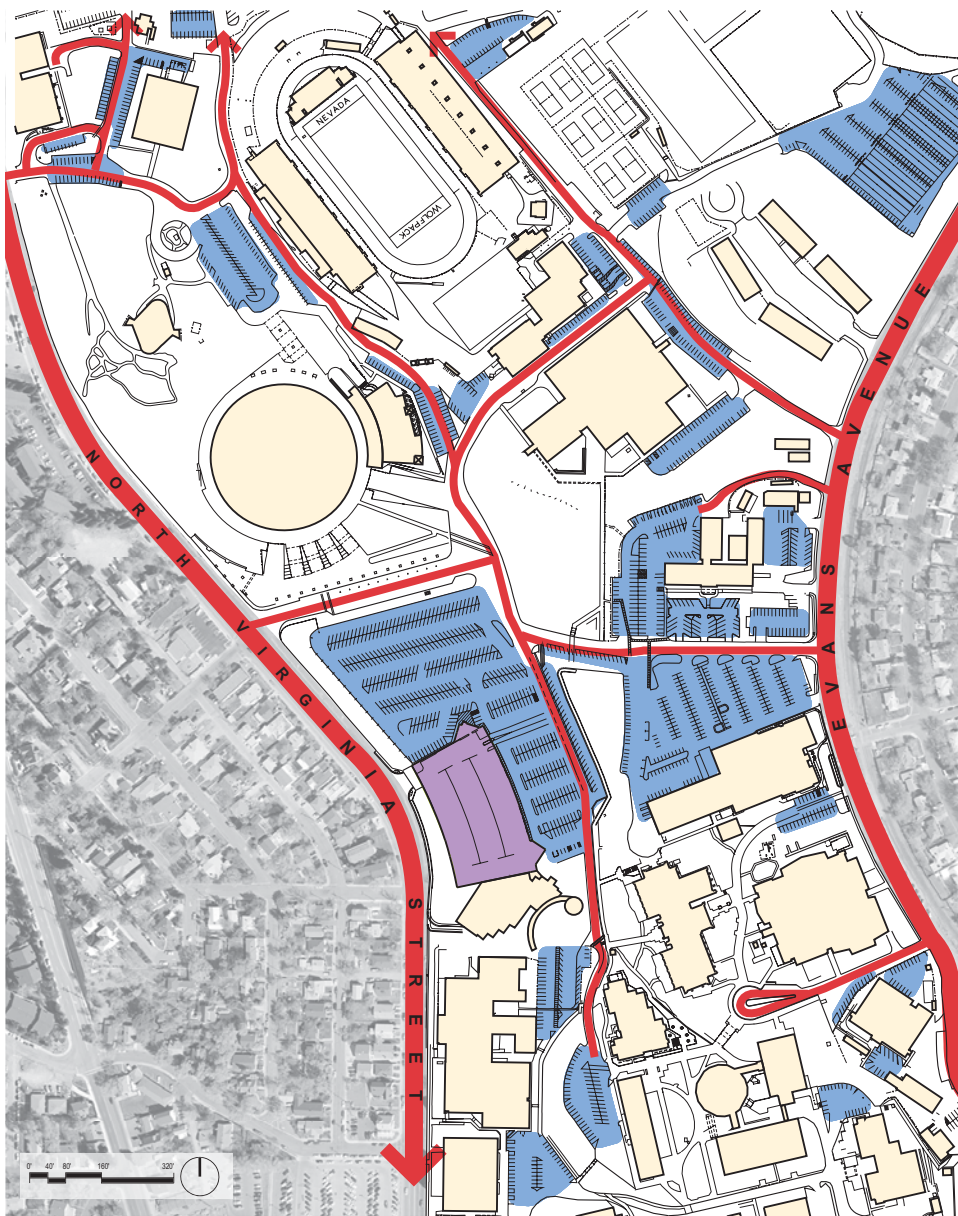 NEVADA
WOLFPACK
NORTH VIRGINIA STREET
EVANS AVENUE
0' 40' 80' 160' 320'